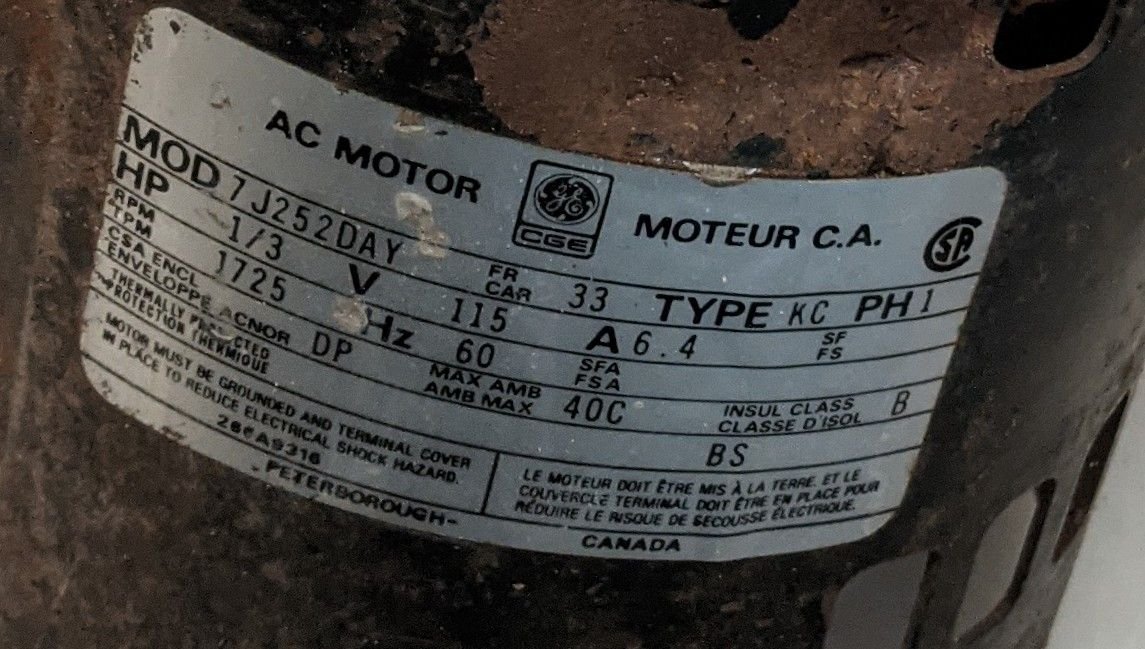 AC MOTOR GE CGE MOTEUR C.A. SA
MOD 7J252DAY FR CAR 33 TYPE KC PH 1
HP 1/3 V 115 A 6.4 SF FS
RPM TPM 1725 Hz 60 SFA FSA
CSA ENCL ENVELOPPE ACNOR DP MAX AMB AMB MAX 40C INSUL CLASS CLASSE D'ISOL B
THERMALLY PROTECTED PROTECTION THERMIQUE BS
MOTOR MUST BE GROUNDED AND TERMINAL COVER
IN PLACE TO REDUCE ELECTRICAL SHOCK HAZARD.
LE MOTEUR DOIT ÊTRE MIS À LA TERRE ET LE
COUVERCLE TERMINAL DOIT ÊTRE EN PLACE POUR
RÉDUIRE LE RISQUE DE SECOUSSE ÉLECTRIQUE.
-PETERBOROUGH- CANADA